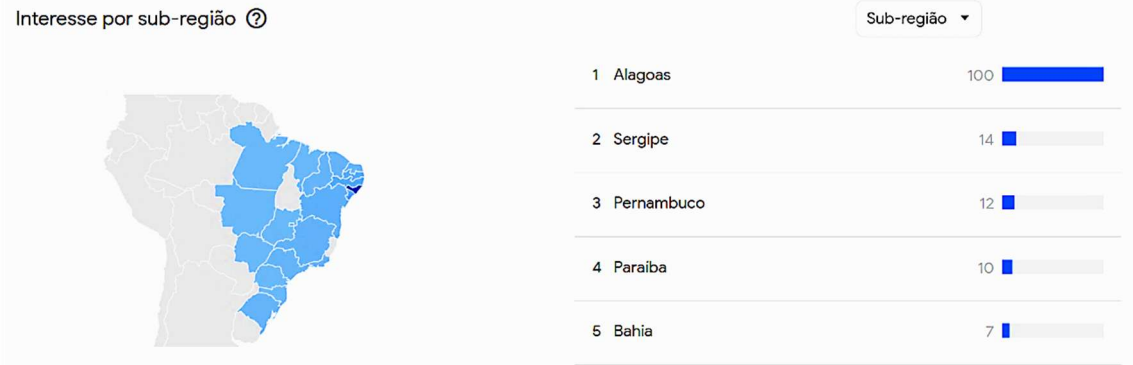 Interesse por sub-região ?
Sub-região
1 Alagoas 100
2 Sergipe 14
3 Pernambuco 12
4 Paraíba 10
5 Bahia 7